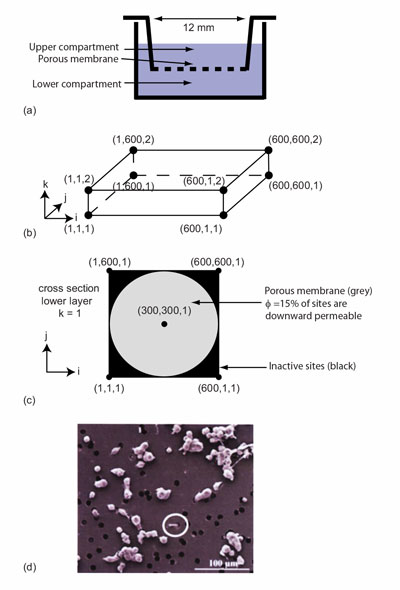 12 mm
Upper compartment
Porous membrane
Lower compartment
(a)
(1,600,2)
(600,600,2)
k
j
i
(1,1,2)
(1,600,1)
(600,1,2)
(600,600,1)
(1,1,1)
(600,1,1)
(b)
(1,600,1)
(600,600,1)
cross section
lower layer
k = 1
Porous membrane (grey)
ϕ =15% of sites are
downward permeable
(300,300,1)
j
i
Inactive sites (black)
(1,1,1)
(600,1,1)
(c)
100 µm
(d)